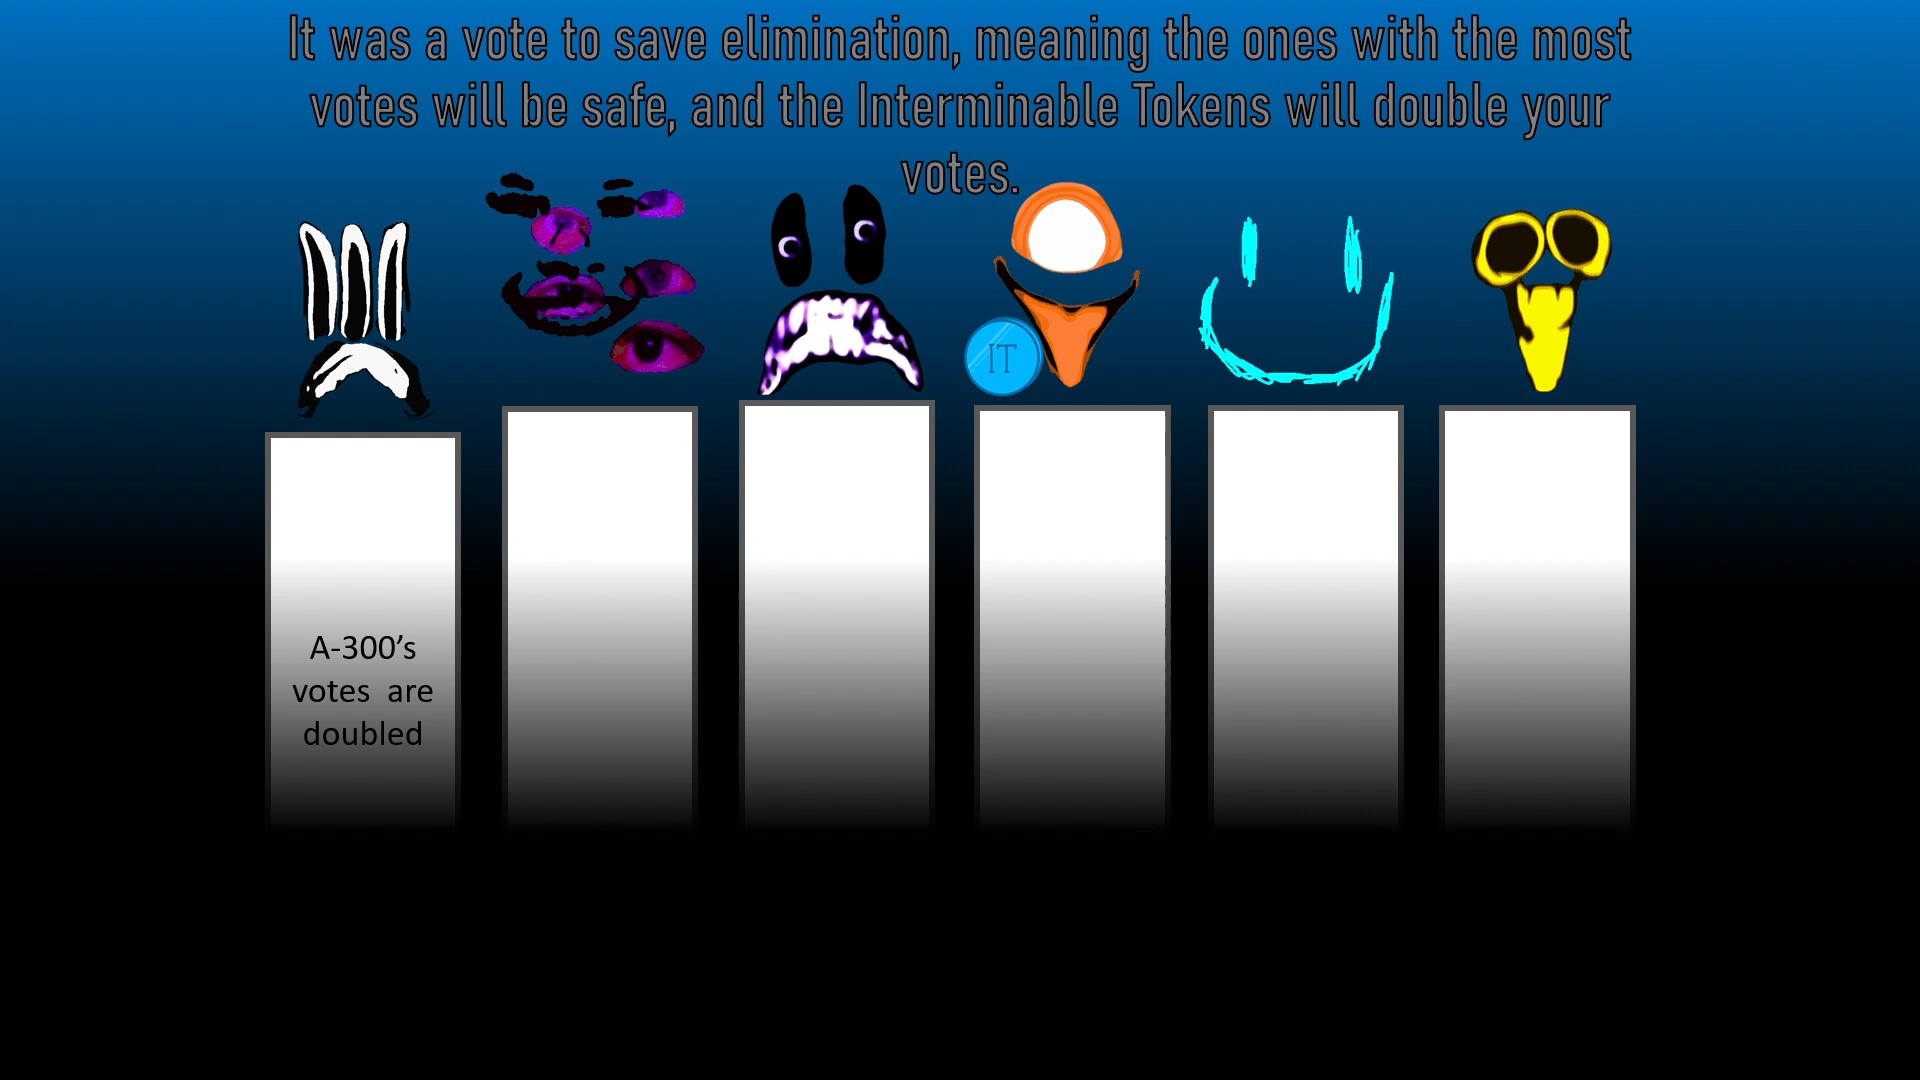 It was a vote to save elimination, meaning the ones with the most
votes will be safe, and the Interminable Tokens will double your
votes.
IT
A-300’s
votes are
doubled